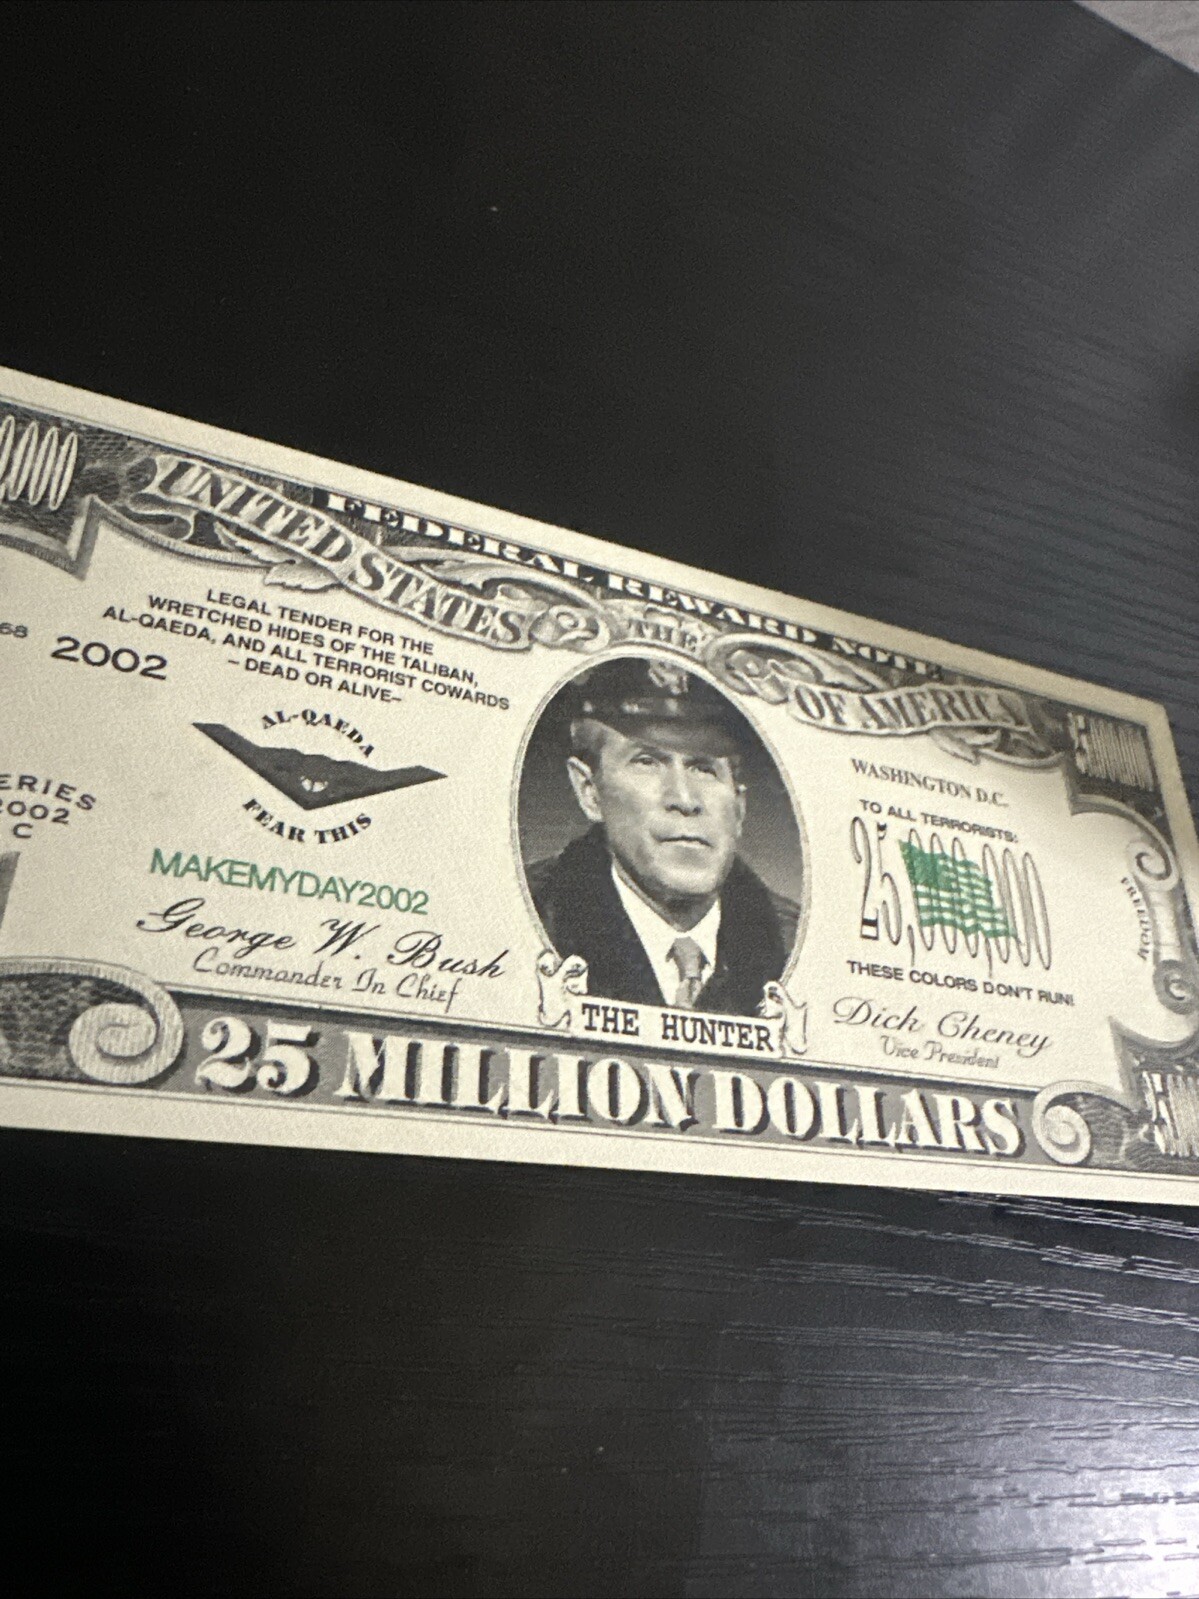 FEDERAL REWARD NOTE
UNITED STATES
THE
OF AMERICA
LEGAL TENDER FOR THE
WRETCHED HIDES OF THE TALIBAN,
AL-QAEDA, AND ALL TERRORIST COWARDS
– DEAD OR ALIVE–
68
2002
AL-QAEDA
FEAR THIS
ERIES
2002
C
MAKEMYDAY2002
George W. Bush
Commander In Chief
THE HUNTER
WASHINGTON D.C.
TO ALL TERRORISTS:
25,000,000
THESE COLORS DON'T RUN!
Dick Cheney
Vice President
FREEDOM
25 MILLION DOLLARS